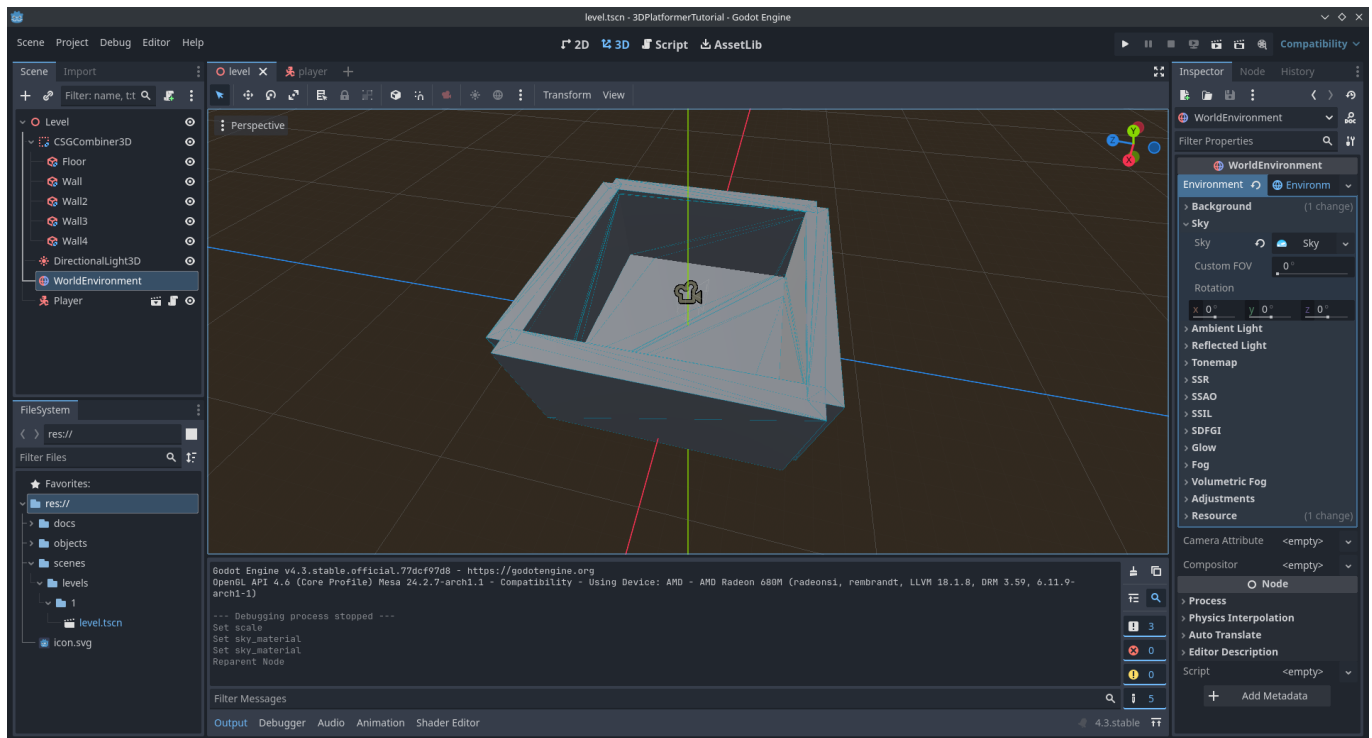 level.tscn - 3DPlatformerTutorial - Godot Engine
Scene Project Debug Editor Help
2D 3D Script AssetLib
Compatibility
Scene Import
Filter: name, t:t
Level
CSGCombiner3D
Floor
Wall
Wall2
Wall3
Wall4
DirectionalLight3D
WorldEnvironment
Player
FileSystem
res://
Filter Files
Favorites:
res://
docs
objects
scenes
levels
1
level.tscn
icon.svg
level player
Transform View
Perspective
Y
Z
X
Godot Engine v4.3.stable.official.77dcf97d8 - https://godotengine.org
OpenGL API 4.6 (Core Profile) Mesa 24.2.7-arch1.1 - Compatibility - Using Device: AMD - AMD Radeon 680M (radeonsi, rembrandt, LLVM 18.1.8, DRM 3.59, 6.11.9-
arch1-1)
--- Debugging process stopped ---
Set scale
Set sky_material
Set sky_material
Reparent Node
3
0
0
5
Filter Messages
Output Debugger Audio Animation Shader Editor
4.3.stable
Inspector Node History
WorldEnvironment
DOC
Filter Properties
WorldEnvironment
Environment Environm
Background (1 change)
Sky
Sky Sky
Custom FOV 0°
Rotation
x 0° y 0° z 0°
Ambient Light
Reflected Light
Tonemap
SSR
SSAO
SSIL
SDFGI
Glow
Fog
Volumetric Fog
Adjustments
Resource (1 change)
Camera Attribute <empty>
Compositor <empty>
Node
Process
Physics Interpolation
Auto Translate
Editor Description
Script <empty>
Add Metadata